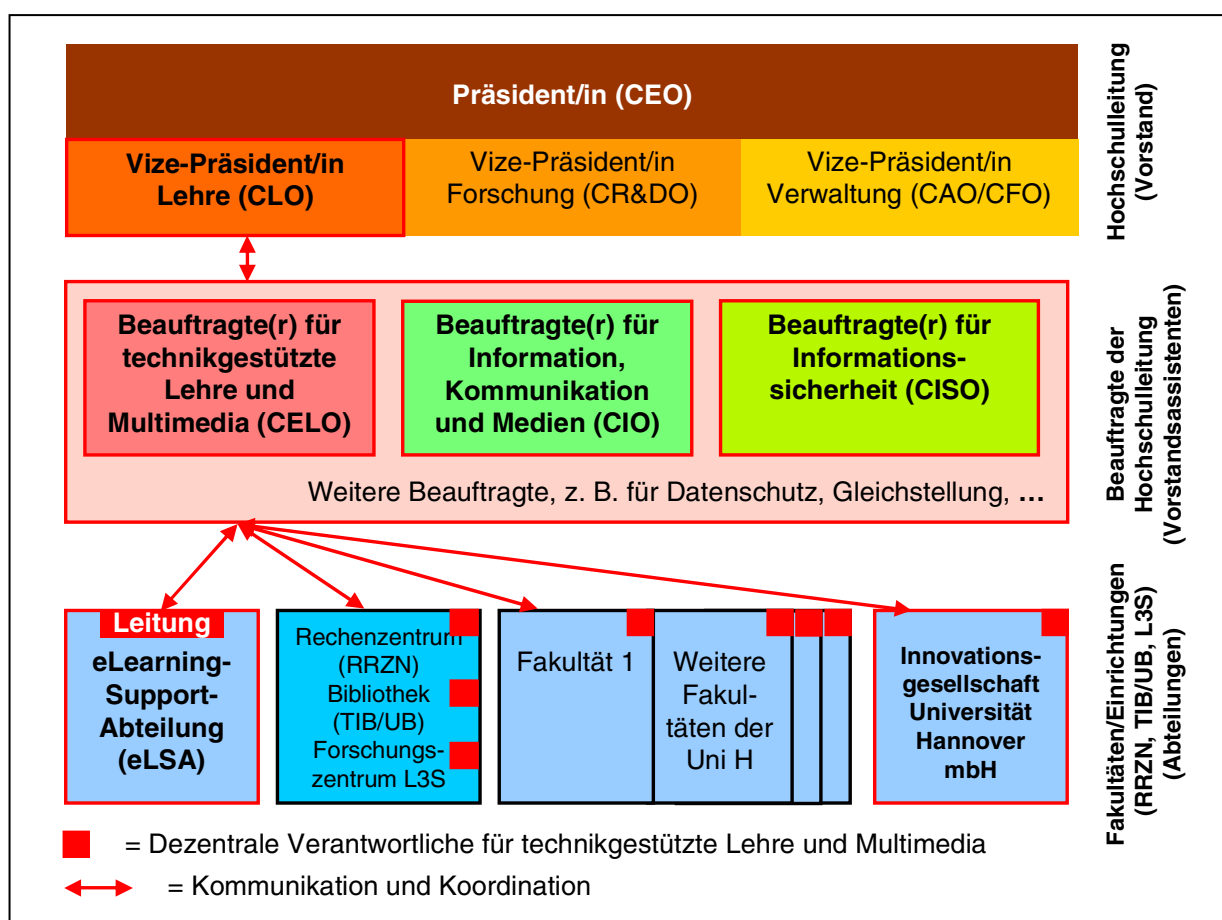 Präsident/in (CEO)
Vize-Präsident/in
Lehre (CLO)
Vize-Präsident/in
Forschung (CR&DO)
Vize-Präsident/in
Verwaltung (CAO/CFO)
Hochschulleitung
(Vorstand)
Beauftragte(r) für
technikgestützte
Lehre und
Multimedia (CELO)
Beauftragte(r) für
Information,
Kommunikation
und Medien (CIO)
Beauftragte(r) für
Informations-
sicherheit (CISO)
Weitere Beauftragte, z. B. für Datenschutz, Gleichstellung, ...
Beauftragte der
Hochschulleitung
(Vorstandsassistenten)
Leitung
eLearning-
Support-
Abteilung
(eLSA)
Rechenzentrum
(RRZN)
Bibliothek
(TIB/UB)
Forschungs-
zentrum L3S
Fakultät 1
Weitere
Fakul-
täten der
Uni H
Innovations-
gesellschaft
Universität
Hannover
mbH
Fakultäten/Einrichtungen
(RRZN, TIB/UB, L3S)
(Abteilungen)
= Dezentrale Verantwortliche für technikgestützte Lehre und Multimedia
= Kommunikation und Koordination